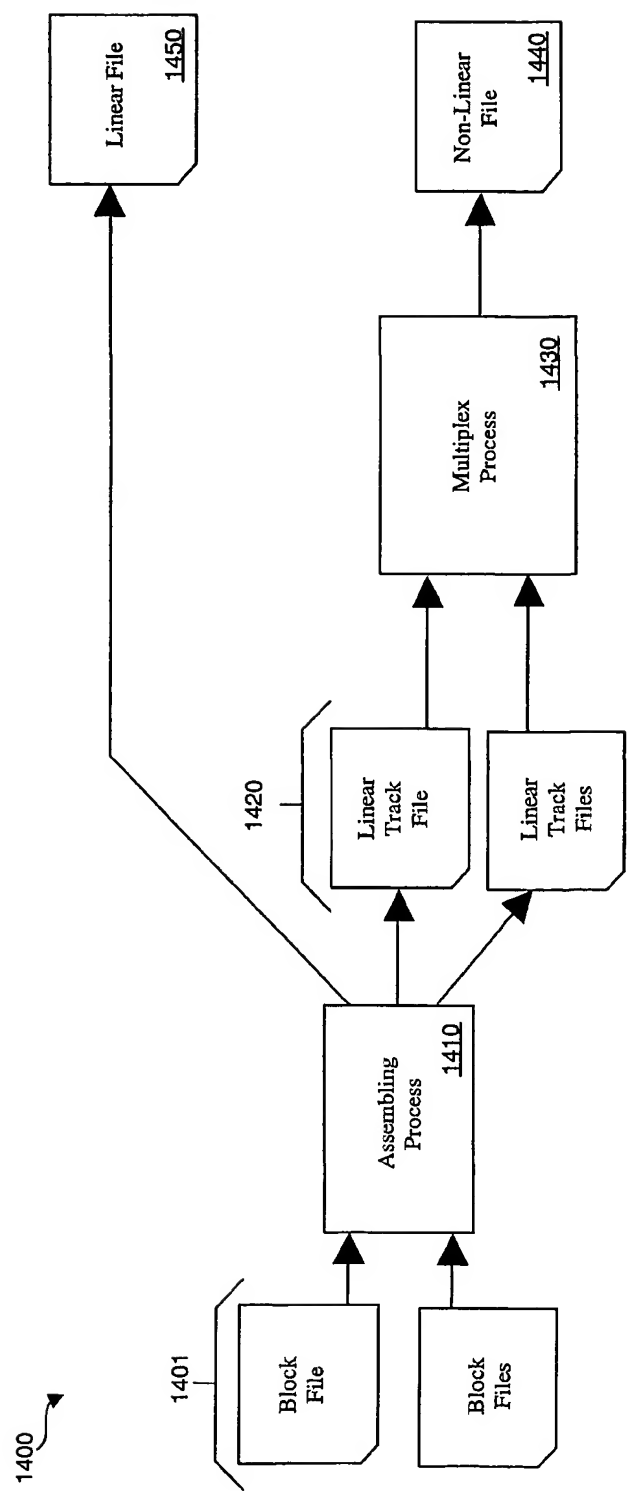 1400
1401
Block
File
Block
Files
Assembling
Process
1410
1420
Linear
Track
File
Linear
Track
Files
Multiplex
Process
1430
Non-Linear
File
1440
Linear File
1450